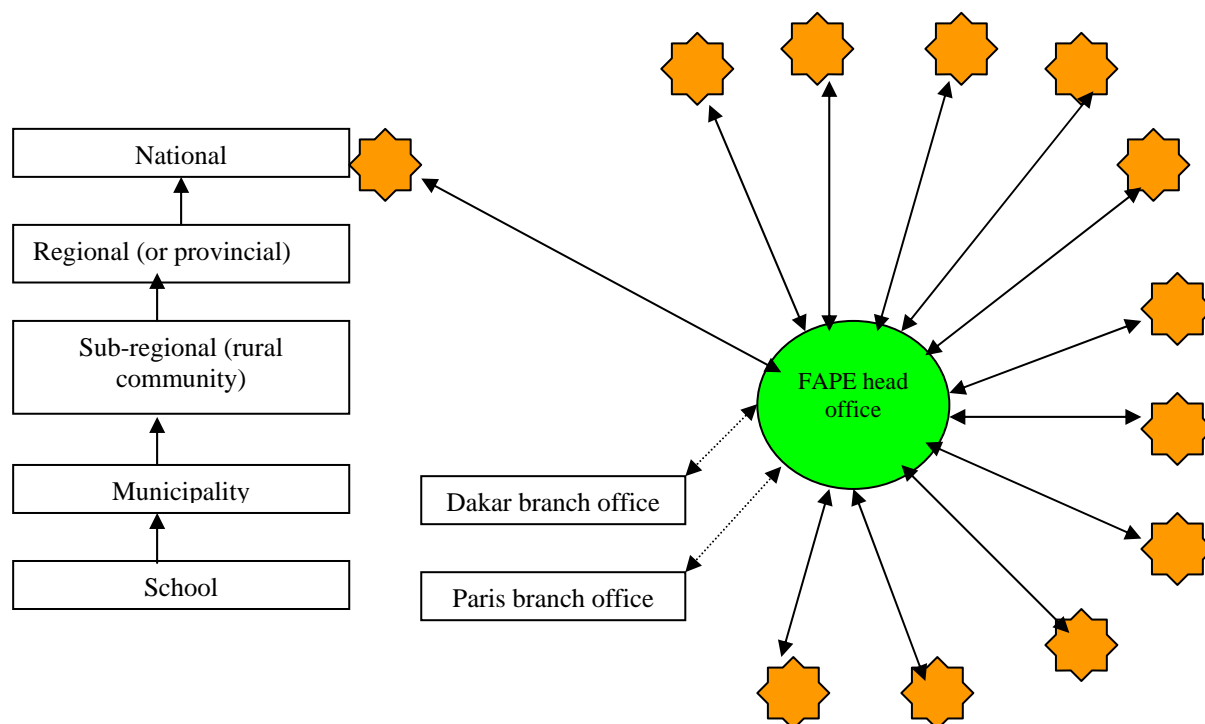 National
Regional (or provincial)
Sub-regional (rural
community)
Municipality
School
FAPE head
office
Dakar branch office
Paris branch office